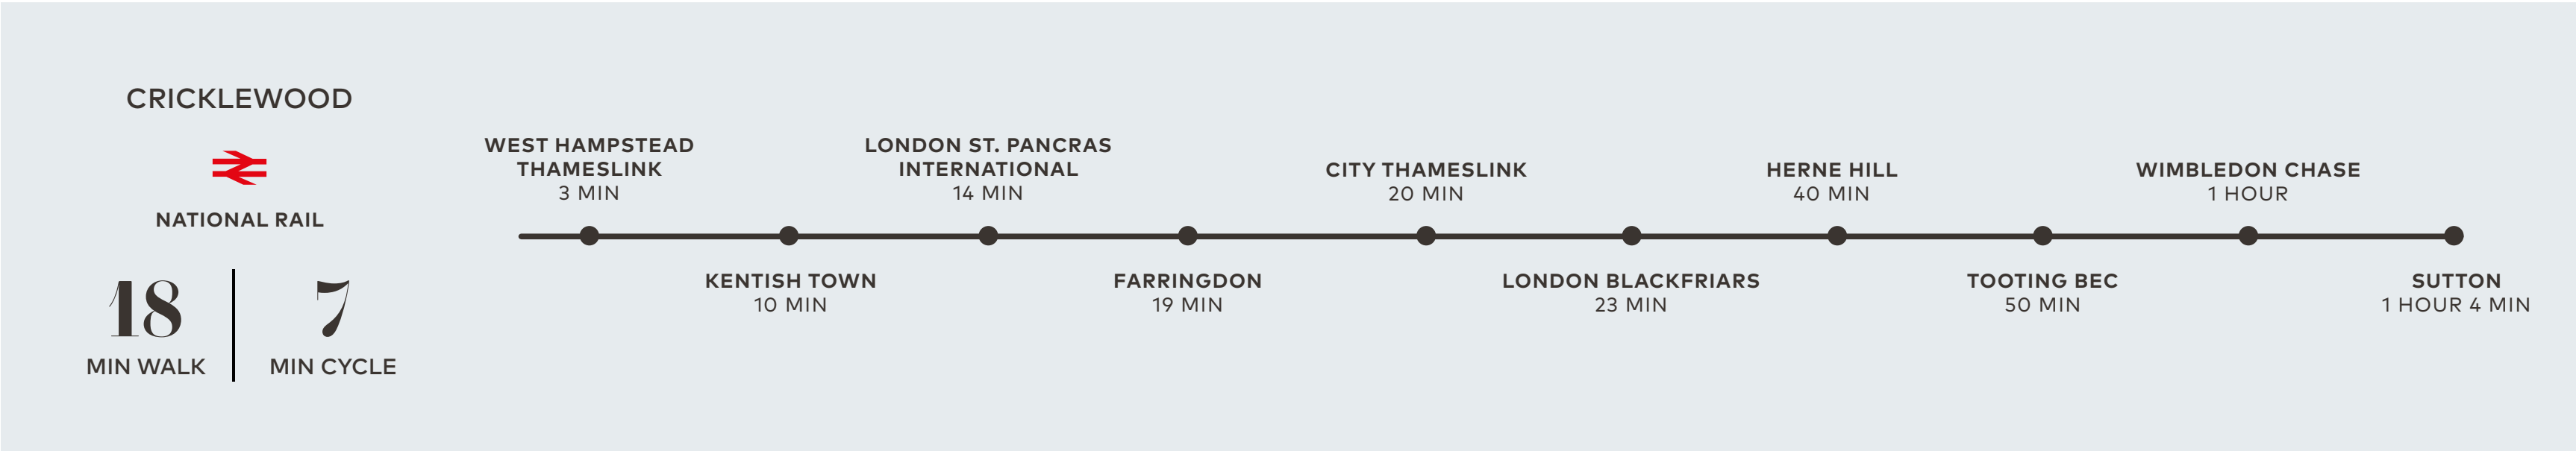 CRICKLEWOOD
NATIONAL RAIL
18
MIN WALK
7
MIN CYCLE
WEST HAMPSTEAD
THAMESLINK
3 MIN
KENTISH TOWN
10 MIN
LONDON ST. PANCRAS
INTERNATIONAL
14 MIN
FARRINGDON
19 MIN
CITY THAMESLINK
20 MIN
LONDON BLACKFRIARS
23 MIN
HERNE HILL
40 MIN
TOOTING BEC
50 MIN
WIMBLEDON CHASE
1 HOUR
SUTTON
1 HOUR 4 MIN